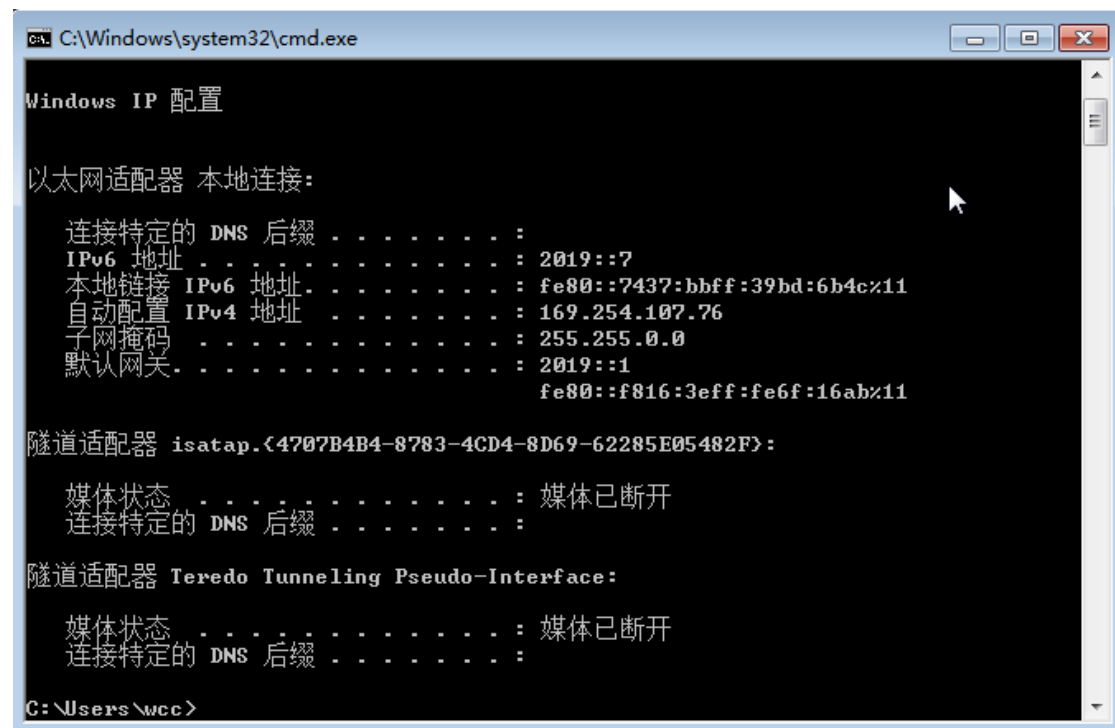 C:\Windows\system32\cmd.exe
Windows IP 配置
以太网适配器 本地连接:
连接特定的 DNS 后缀 . . . . . . . :
IPv6 地址 . . . . . . . . . . . . : 2019::7
本地链接 IPv6 地址. . . . . . . . : fe80::7437:bbff:39bd:6b4c%11
自动配置 IPv4 地址 . . . . . . . : 169.254.107.76
子网掩码 . . . . . . . . . . . . : 255.255.0.0
默认网关. . . . . . . . . . . . . : 2019::1
fe80::f816:3eff:fe6f:16ab%11
隧道适配器 isatap.{4707B4B4-8783-4CD4-8D69-62285E05482F}:
媒体状态 . . . . . . . . . . . . : 媒体已断开
连接特定的 DNS 后缀 . . . . . . . :
隧道适配器 Teredo Tunneling Pseudo-Interface:
媒体状态 . . . . . . . . . . . . : 媒体已断开
连接特定的 DNS 后缀 . . . . . . . :
C:\Users\wcc>